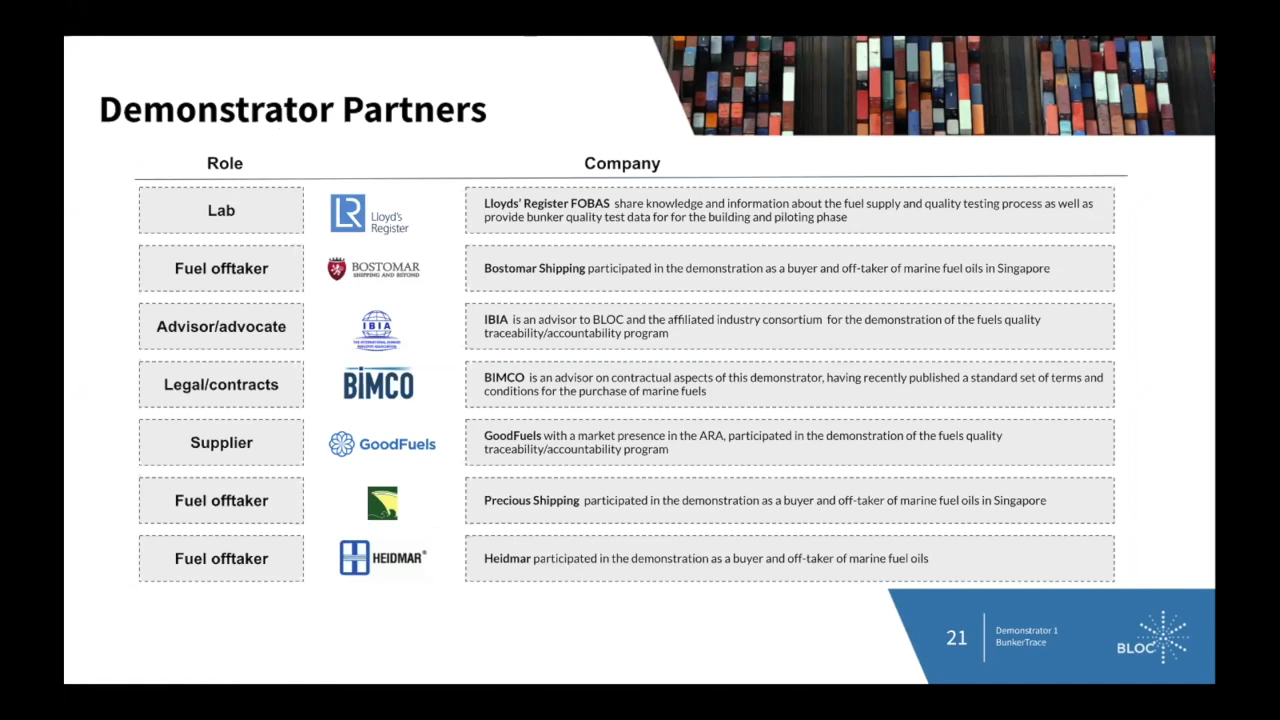 Demonstrator Partners
Role
Company
Lab
Lloyd's
Register
Lloyds' Register FOBAS share knowledge and information about the fuel supply and quality testing process as well as
provide bunker quality test data for for the building and piloting phase
Fuel offtaker
BOSTOMAR
SHIPPING AND BEYOND
Bostomar Shipping participated in the demonstration as a buyer and off-taker of marine fuel oils in Singapore
Advisor/advocate
IBIA
THE INTERNATIONAL BUNKER
INDUSTRY ASSOCIATION
IBIA is an advisor to BLOC and the affiliated industry consortium for the demonstration of the fuels quality
traceability/accountability program
Legal/contracts
BIMCO
BIMCO is an advisor on contractual aspects of this demonstrator, having recently published a standard set of terms and
conditions for the purchase of marine fuels
Supplier
GoodFuels
GoodFuels with a market presence in the ARA, participated in the demonstration of the fuels quality
traceability/accountability program
Fuel offtaker
Precious Shipping participated in the demonstration as a buyer and off-taker of marine fuel oils in Singapore
Fuel offtaker
HEIDMAR®
Heidmar participated in the demonstration as a buyer and off-taker of marine fuel oils
21
Demonstrator 1
BunkerTrace
BLOC